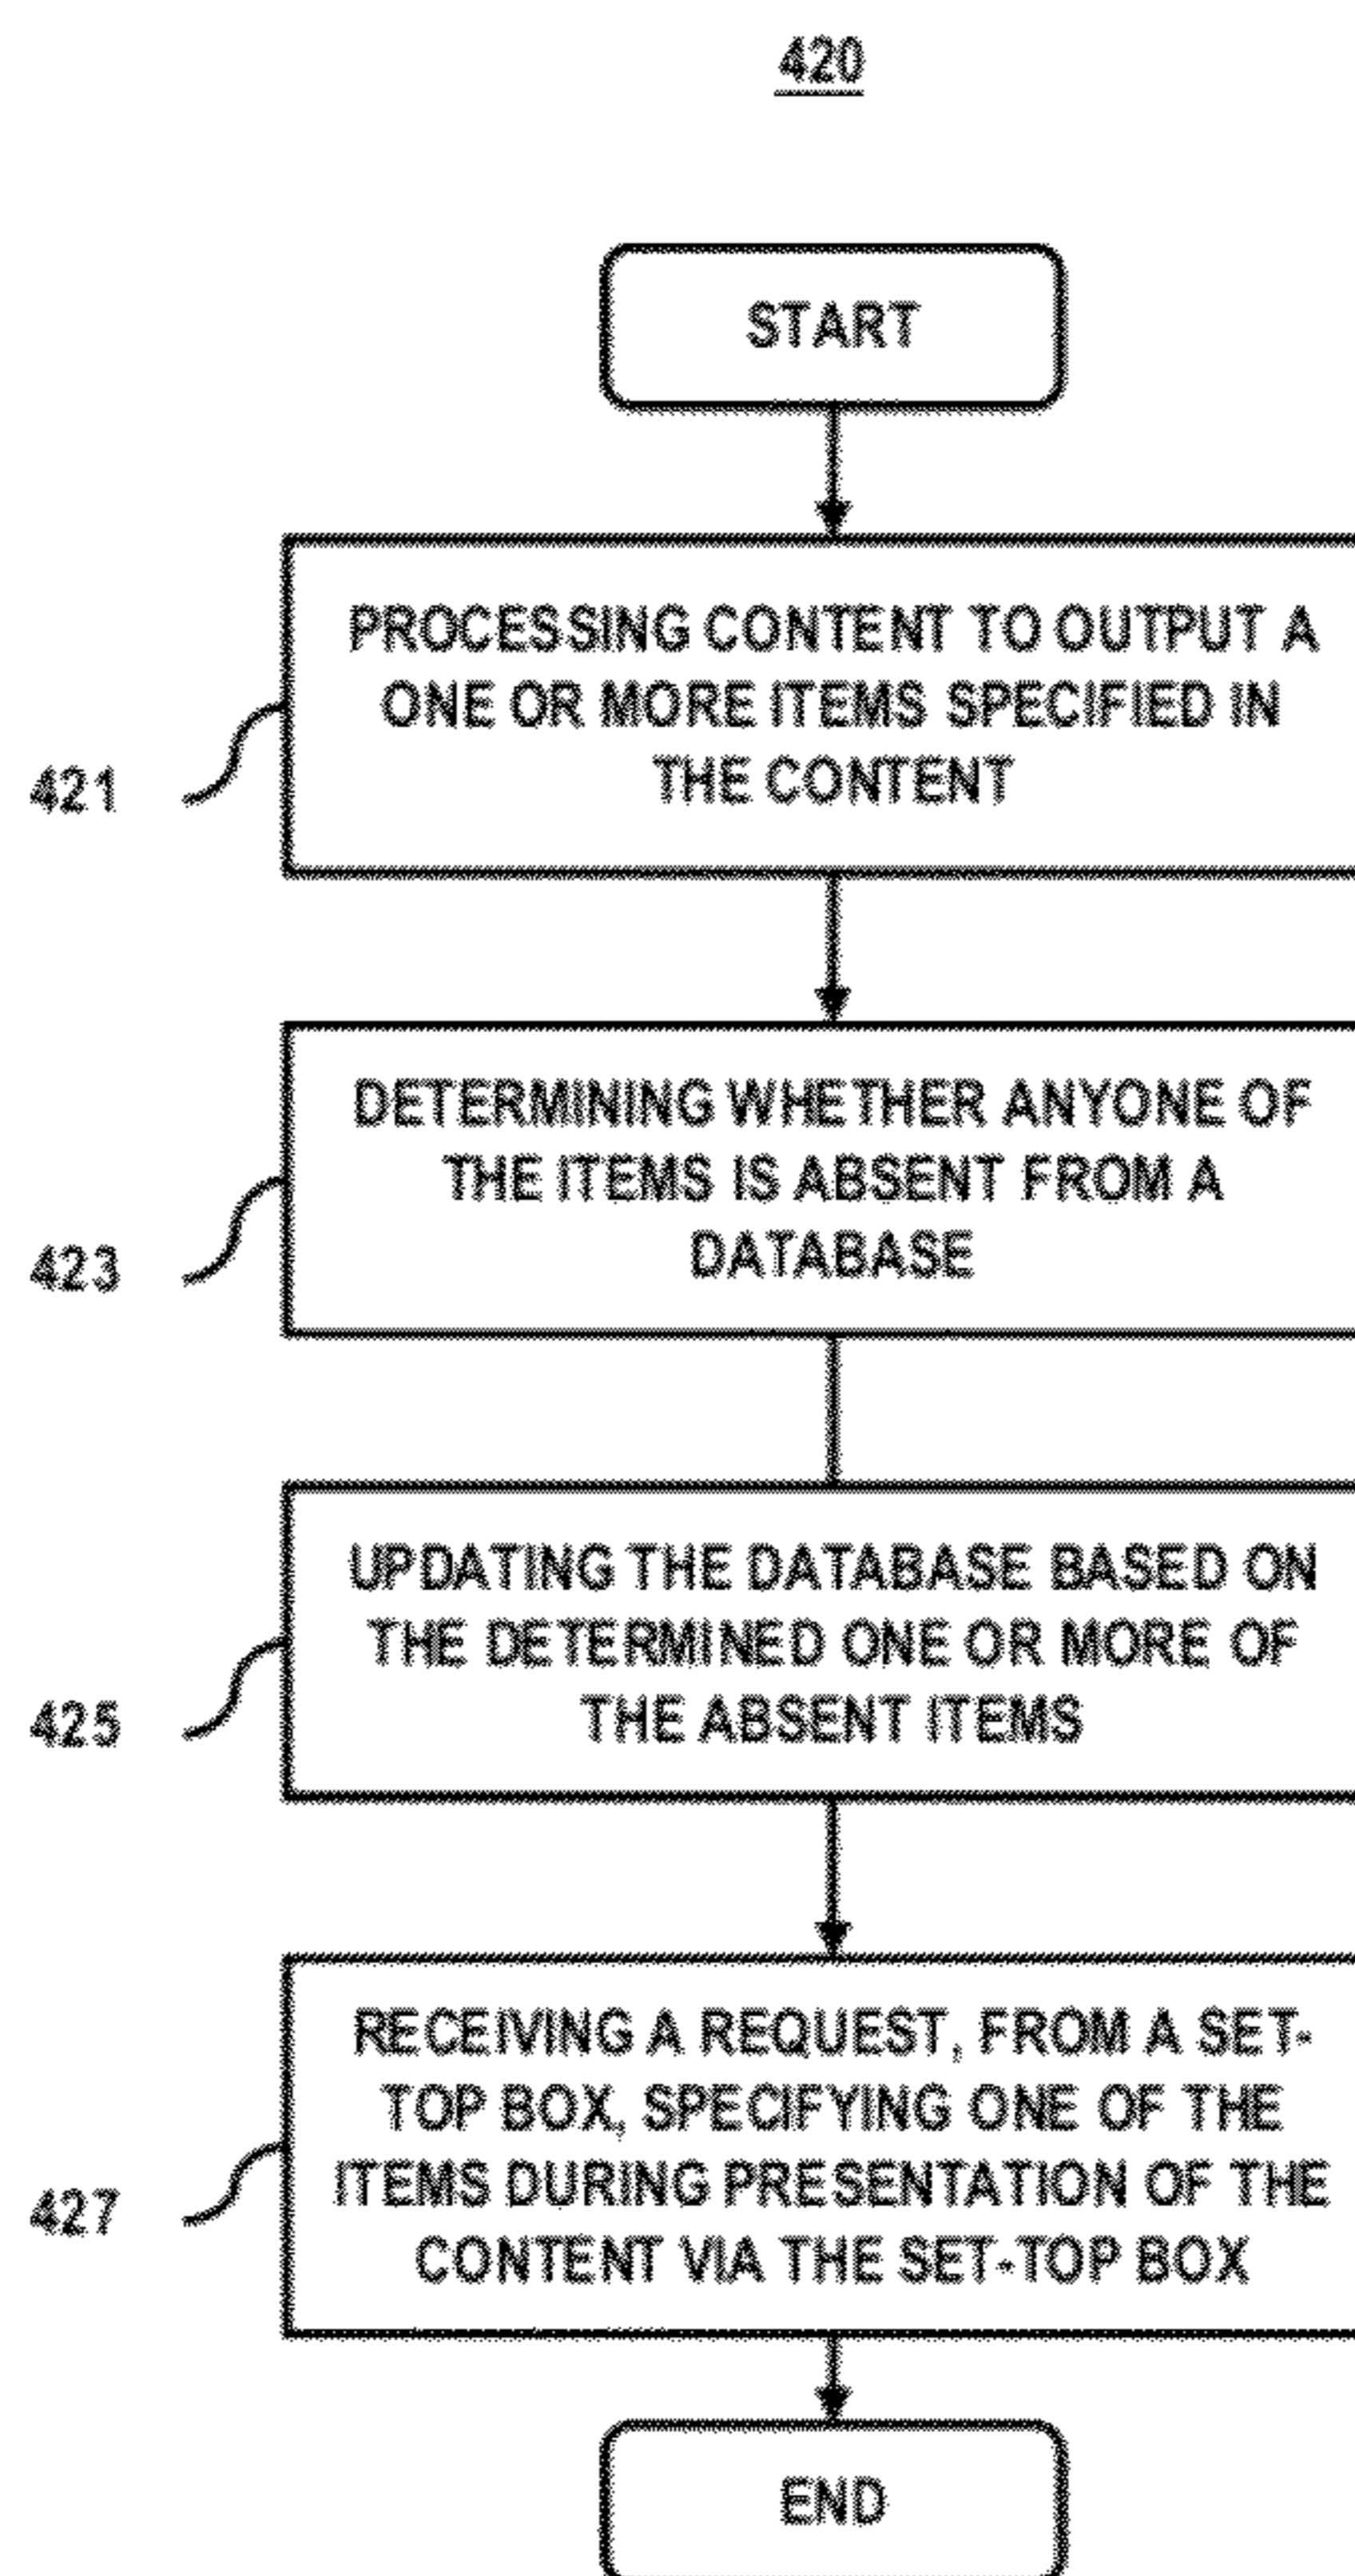 420
START
PROCESSING CONTENT TO OUTPUT A
ONE OR MORE ITEMS SPECIFIED IN
THE CONTENT
421
DETERMINING WHETHER ANYONE OF
THE ITEMS IS ABSENT FROM A
DATABASE
423
UPDATING THE DATABASE BASED ON
THE DETERMINED ONE OR MORE OF
THE ABSENT ITEMS
425
RECEIVING A REQUEST, FROM A SET-
TOP BOX, SPECIFYING ONE OF THE
ITEMS DURING PRESENTATION OF THE
CONTENT VIA THE SET-TOP BOX
427
END